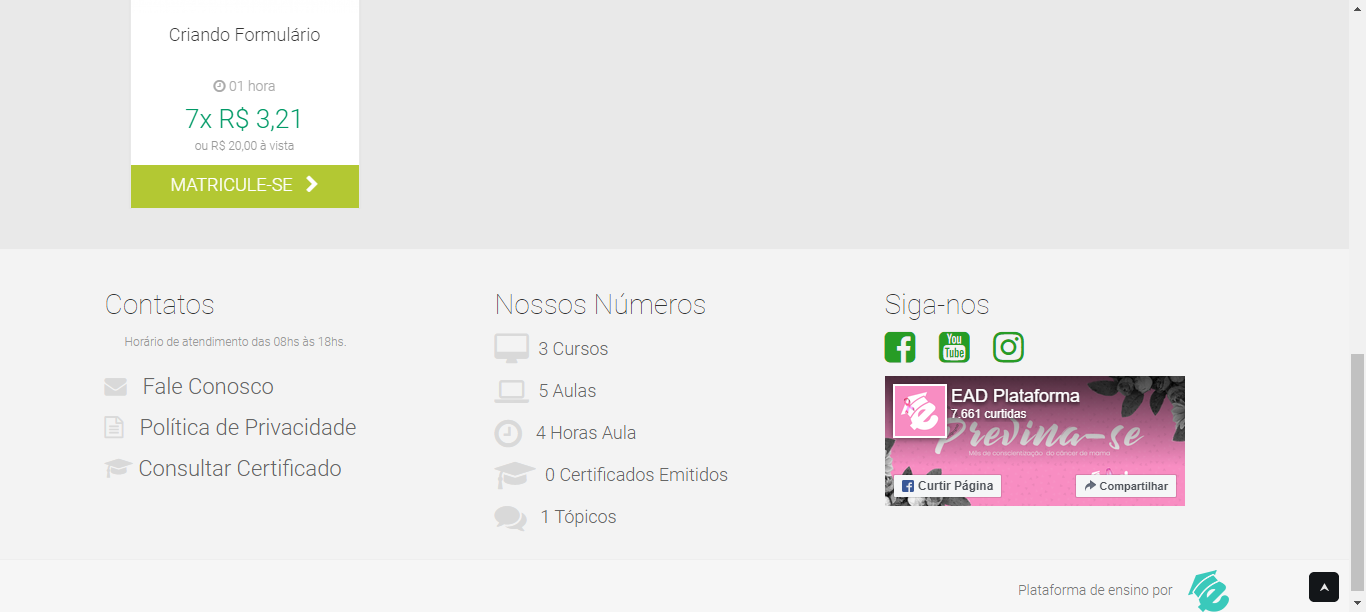 Criando Formulário
01 hora
7x R$ 3,21
ou R$ 20,00 à vista
MATRICULE-SE
Contatos
Horário de atendimento das 08hs às 18hs.
Fale Conosco
Política de Privacidade
Consultar Certificado
Nossos Números
3 Cursos
5 Aulas
4 Horas Aula
0 Certificados Emitidos
1 Tópicos
Siga-nos
You
Tube
EAD Plataforma
7.661 curtidas
Previna-se
Mês de conscientização do câncer de mama
Curtir Página
Compartilhar
Plataforma de ensino por